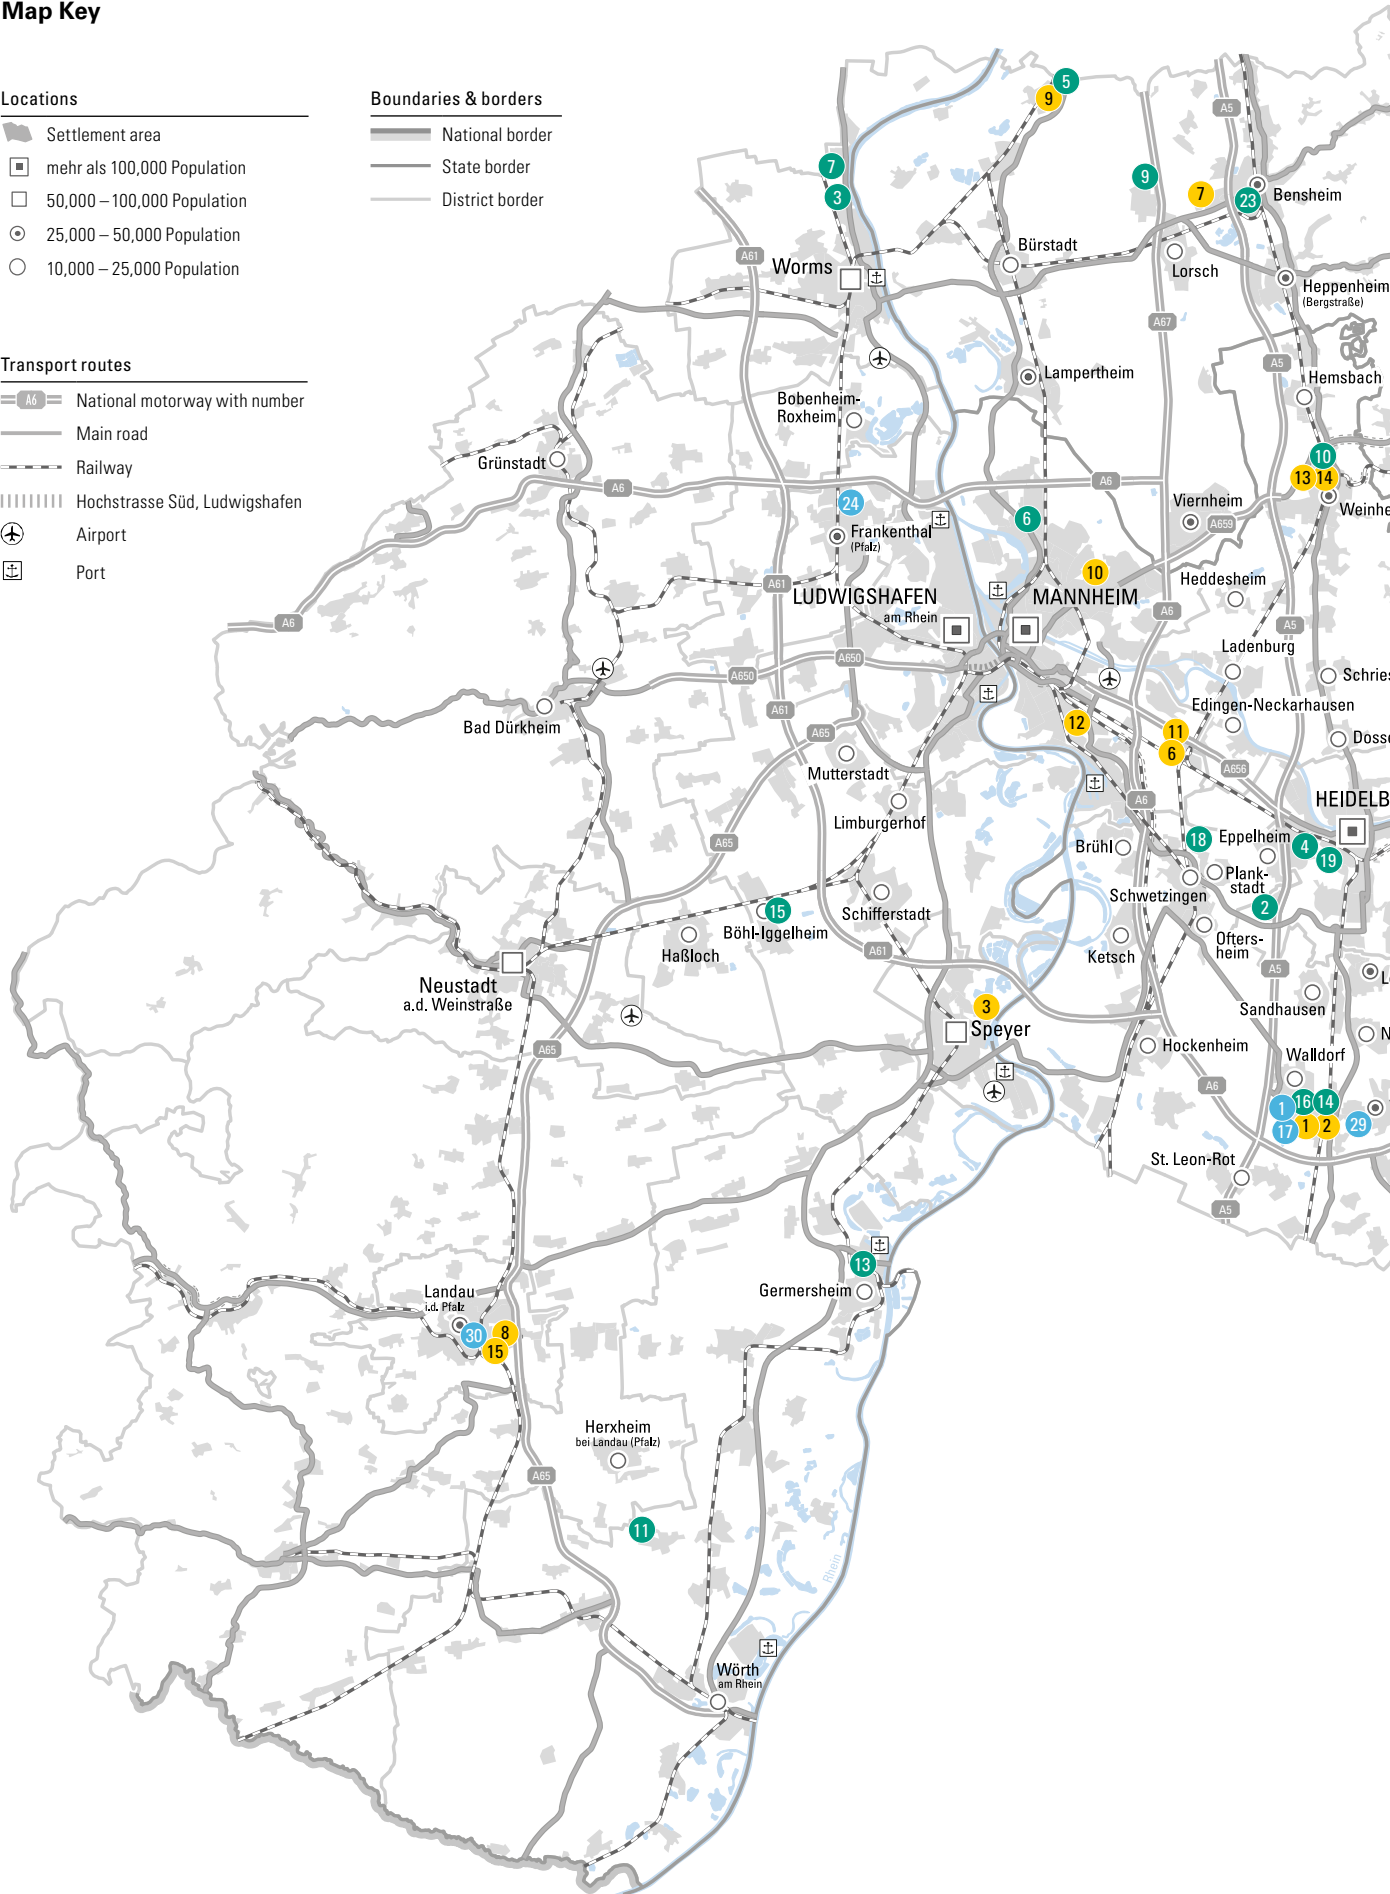 Map Key
Locations
Settlement area
mehr als 100,000 Population
50,000 – 100,000 Population
25,000 – 50,000 Population
10,000 – 25,000 Population
Boundaries & borders
National border
State border
District border
Transport routes
A6 National motorway with number
Main road
Railway
Hochstrasse Süd, Ludwigshafen
Airport
Port
5
9
A5
7
9
7
3
23
Bensheim
Bürstadt
A61
Worms
Lorsch
Heppenheim
(Bergstraße)
A67
A5
Lampertheim
Hemsbach
Bobenheim-
Roxheim
Grünstadt
10
13
14
A6
A6
24
Viernheim
Weinhe
6
A659
Frankenthal
(Pfalz)
10
A61
Heddesheim
LUDWIGSHAFEN
am Rhein
MANNHEIM
A6
A6
A5
Ladenburg
A650
A650
Schries
Edingen-Neckarhausen
A61
Bad Dürkheim
12
11
6
A65
Dosse
Mutterstadt
A656
A6
HEIDELB
Limburgerhof
A65
Brühl
18
Eppelheim
4
19
Plank-
stadt
Schwetzingen
2
15
Böhl-Iggelheim
Schifferstadt
Haßloch
A61
Ketsch
Ofters-
heim
A5
L
Neustadt
a.d. Weinstraße
3
Speyer
Sandhausen
N
Hockenheim
Walldorf
A65
A6
1
16
14
17
1
2
29
St. Leon-Rot
A5
13
Germersheim
Landau
i.d. Pfalz
30
8
15
Herxheim
bei Landau (Pfalz)
A65
11
Rhein
Wörth
am Rhein